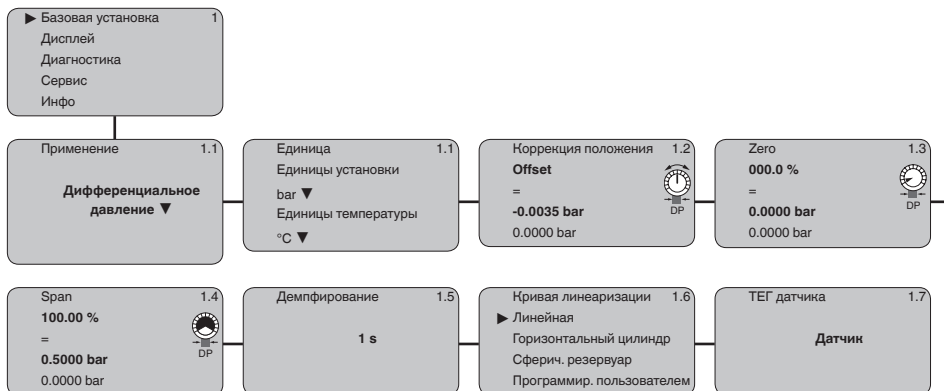 ▶ Базовая установка 1
Дисплей
Диагностика
Сервис
Инфо
Применение 1.1
Дифференциальное
давление ▼
Единица 1.1
Единицы установки
bar ▼
Единицы температуры
°C ▼
Коррекция положения 1.2
Offset
=
-0.0035 bar
0.0000 bar
DP
Zero 1.3
000.0 %
=
0.0000 bar
0.0000 bar
DP
Span 1.4
100.00 %
=
0.5000 bar
0.0000 bar
DP
Демпфирование 1.5
1 s
Кривая линеаризации 1.6
▶ Линейная
Горизонтальный цилиндр
Сферич. резервуар
Программир. пользователем
ТЕГ датчика 1.7
Датчик